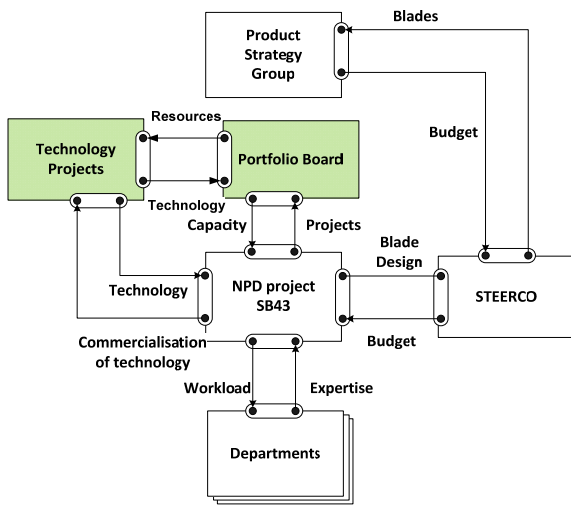 Blades
Product
Strategy
Group
Budget
Resources
Technology
Projects
Portfolio Board
Technology
Capacity
Projects
Blade
Design
Technology
NPD project
SB43
STEERCO
Commercialisation
of technology
Budget
Workload
Expertise
Departments